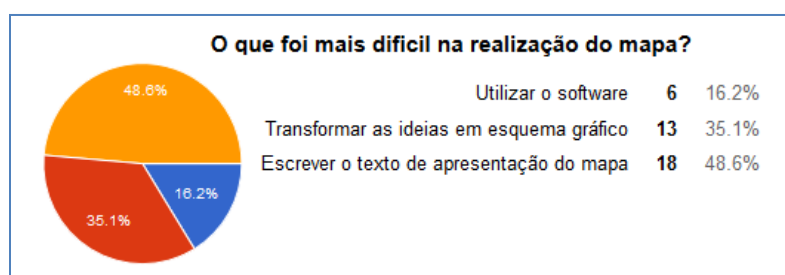 O que foi mais dificil na realização do mapa?
48.6%
35.1%
16.2%
Utilizar o software 6 16.2%
Transformar as ideias em esquema gráfico 13 35.1%
Escrever o texto de apresentação do mapa 18 48.6%